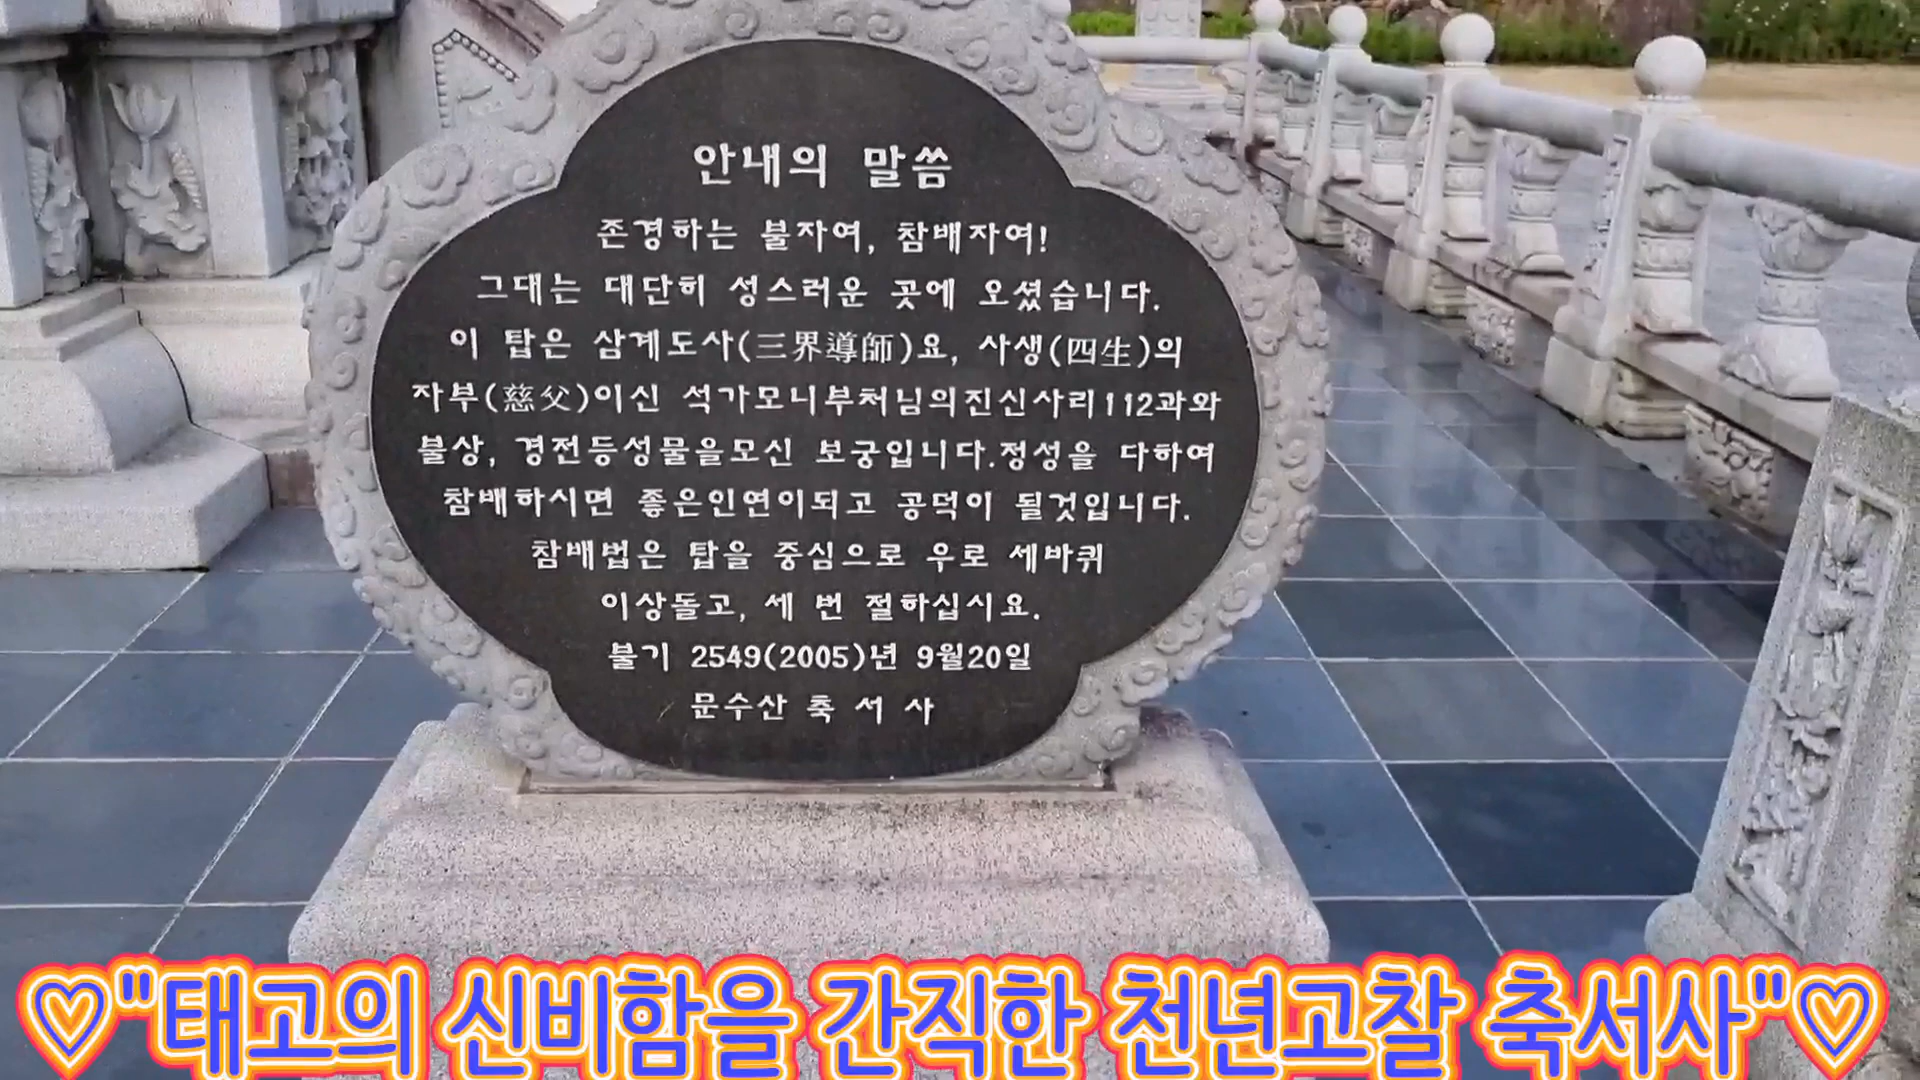 안내의 말씀
존경하는 불자여, 참배자여!
그대는 대단히 성스러운 곳에 오셨습니다.
이 탑은 삼계도사(三界導師)요, 사생(四生)의
자부(慈父)이신 석가모니부처님의진신사리112과와
불상, 경전등성물을모신 보궁입니다.정성을 다하여
참배하시면 좋은인연이되고 공덕이 될것입니다.
참배법은 탑을 중심으로 우로 세바퀴
이상돌고, 세 번 절하십시요.
불기 2549(2005)년 9월20일
문수산 축 서 사
♡"태고의 신비함을 간직한 천년고찰 축서사"♡